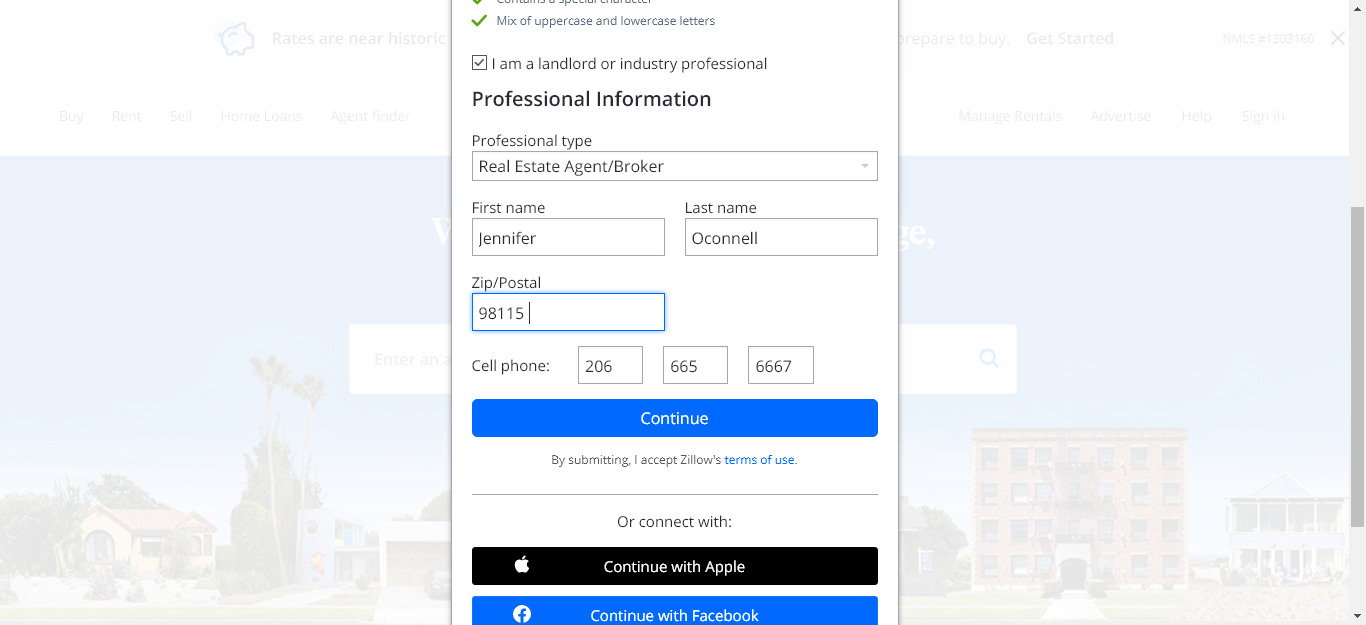 Contains a special character
Mix of uppercase and lowercase letters
Rates are near historic
prepare to buy. Get Started
NMLS #1303160
I am a landlord or industry professional
Professional Information
Buy Rent Sell Home Loans Agent finder
Manage Rentals Advertise Help Sign in
Professional type
Real Estate Agent/Broker
First name Last name
Jennifer Oconnell
Zip/Postal
98115
Enter an a
Cell phone: 206 665 6667
Continue
By submitting, I accept Zillow's terms of use.
Or connect with:
Continue with Apple
Continue with Facebook